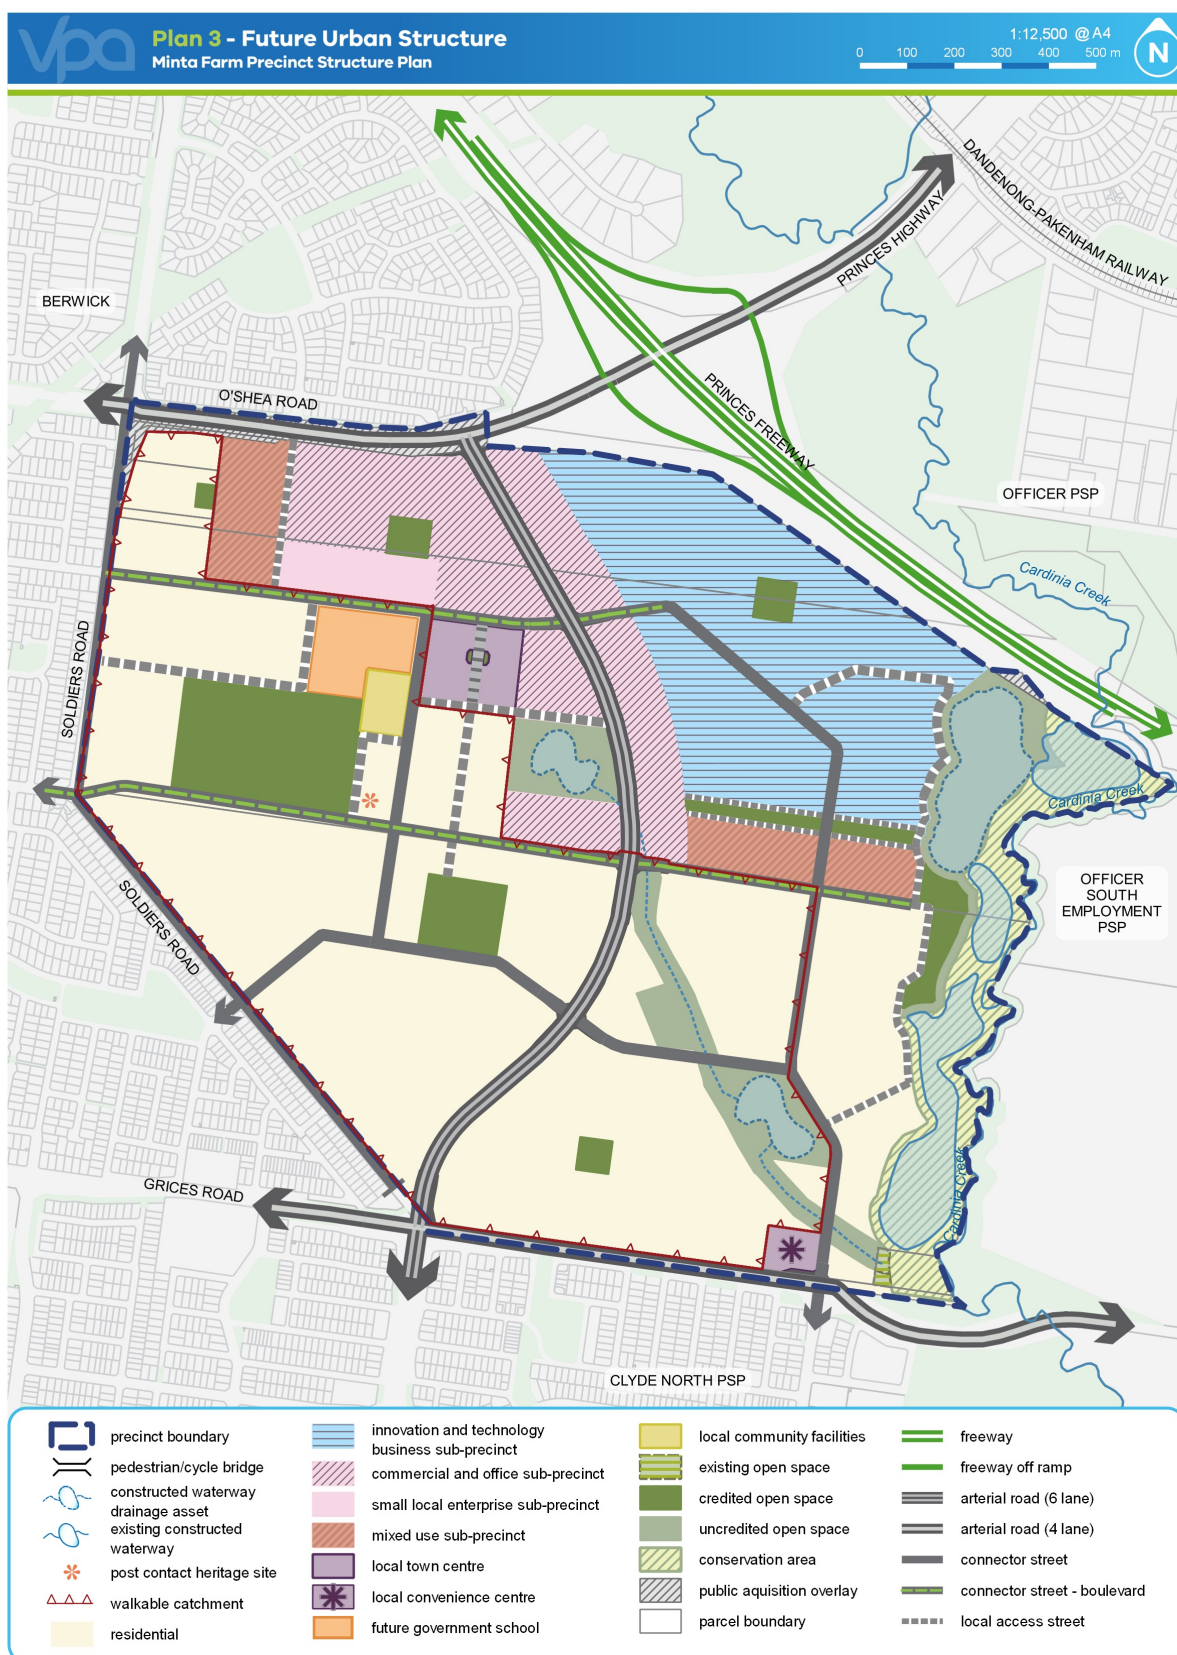 vpa
Plan 3 - Future Urban Structure
Minta Farm Precinct Structure Plan
1:12,500 @ A4
0 100 200 300 400 500 m
N
DANDENONG-PAKENHAM RAILWAY
PRINCES HIGHWAY
BERWICK
O'SHEA ROAD
PRINCES FREEWAY
OFFICER PSP
Cardinia Creek
SOLDIERS ROAD
Cardinia Creek
SOLDIERS ROAD
OFFICER
SOUTH
EMPLOYMENT
PSP
Cardinia Creek
GRICES ROAD
CLYDE NORTH PSP
precinct boundary
pedestrian/cycle bridge
constructed waterway
drainage asset
existing constructed
waterway
post contact heritage site
walkable catchment
residential
innovation and technology
business sub-precinct
commercial and office sub-precinct
small local enterprise sub-precinct
mixed use sub-precinct
local town centre
local convenience centre
future government school
local community facilities
existing open space
credited open space
uncredited open space
conservation area
public aquisition overlay
parcel boundary
freeway
freeway off ramp
arterial road (6 lane)
arterial road (4 lane)
connector street
connector street - boulevard
local access street